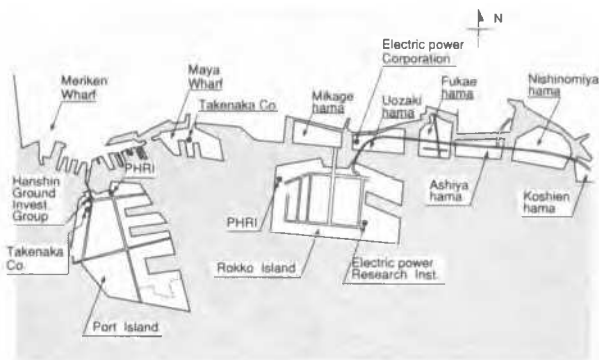 N
Electric power
Corporation
Meriken
Wharf
Maya
Wharf
Takenaka Co.
Mikage
hama
Uozaki
hama
Fukae
hama
Nishinomiya
hama
PHRI
Hanshin
Ground
Invest.
Group
Takenaka
Co.
PHRI
Rokko Island
Electric power
Research Inst.
Ashiya
hama
Koshien
hama
Port Island